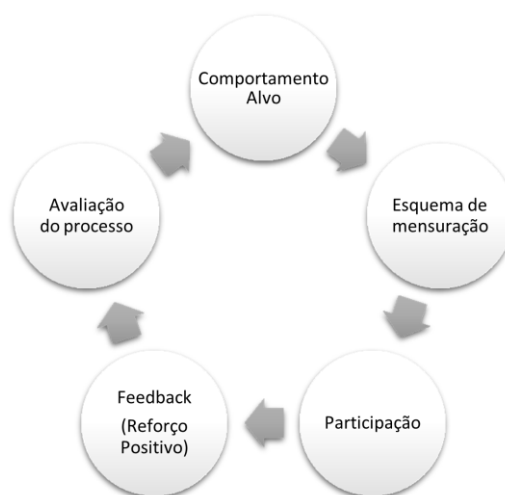 Comportamento
Alvo
Esquema de
mensuração
Participação
Feedback
(Reforço
Positivo)
Avaliação
do processo